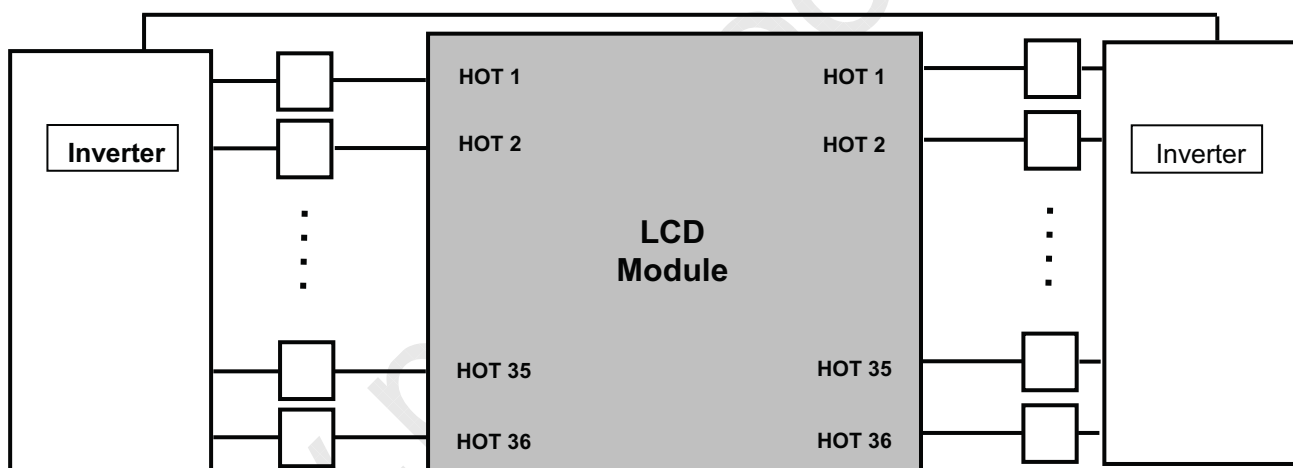 HOT 1 HOT 1
Inverter HOT 2 HOT 2 Inverter
LCD
Module
HOT 35 HOT 35
HOT 36 HOT 36